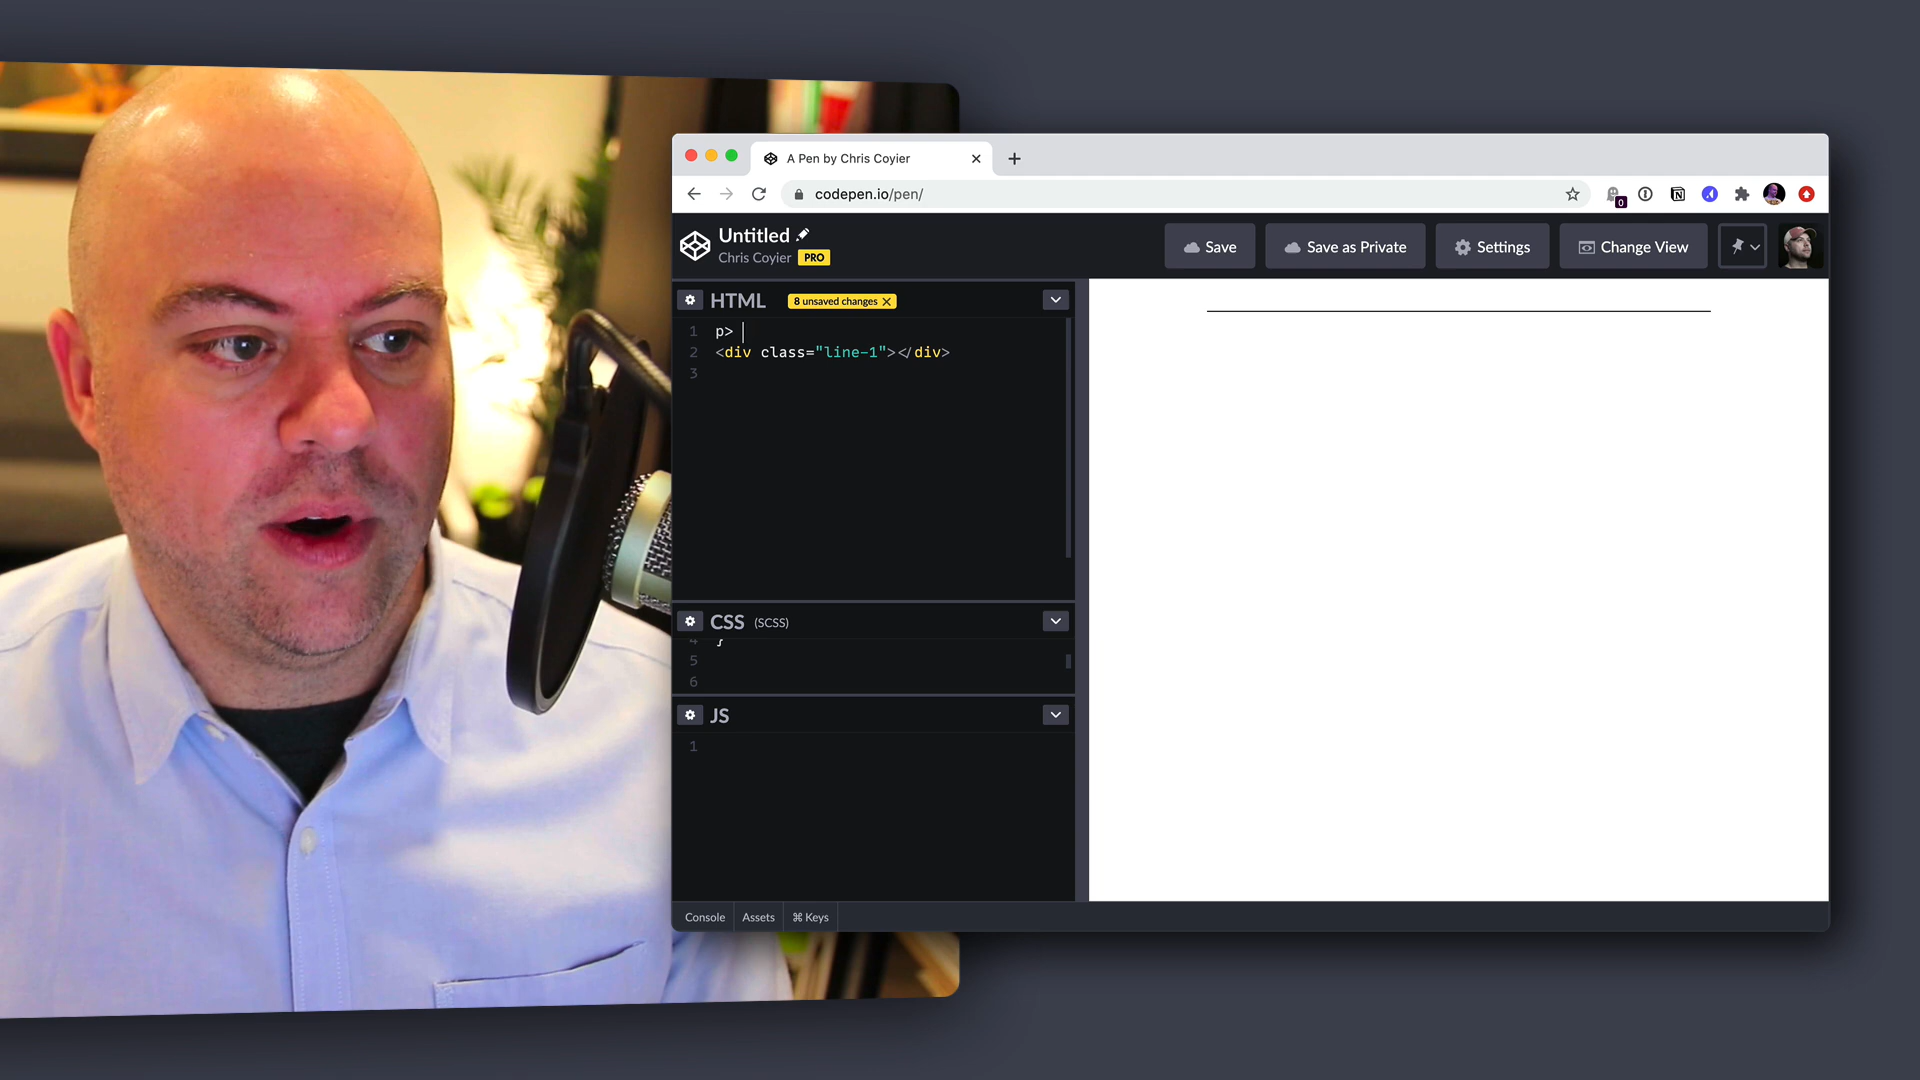 A Pen by Chris Coyier
codepen.io/pen/
0
Untitled
Chris Coyier PRO
Save
Save as Private
Settings
Change View
HTML 8 unsaved changes
1 p>
2 <div class="line-1"></div>
3
CSS (SCSS)
4 }
5
6
JS
1
Console Assets ⌘ Keys